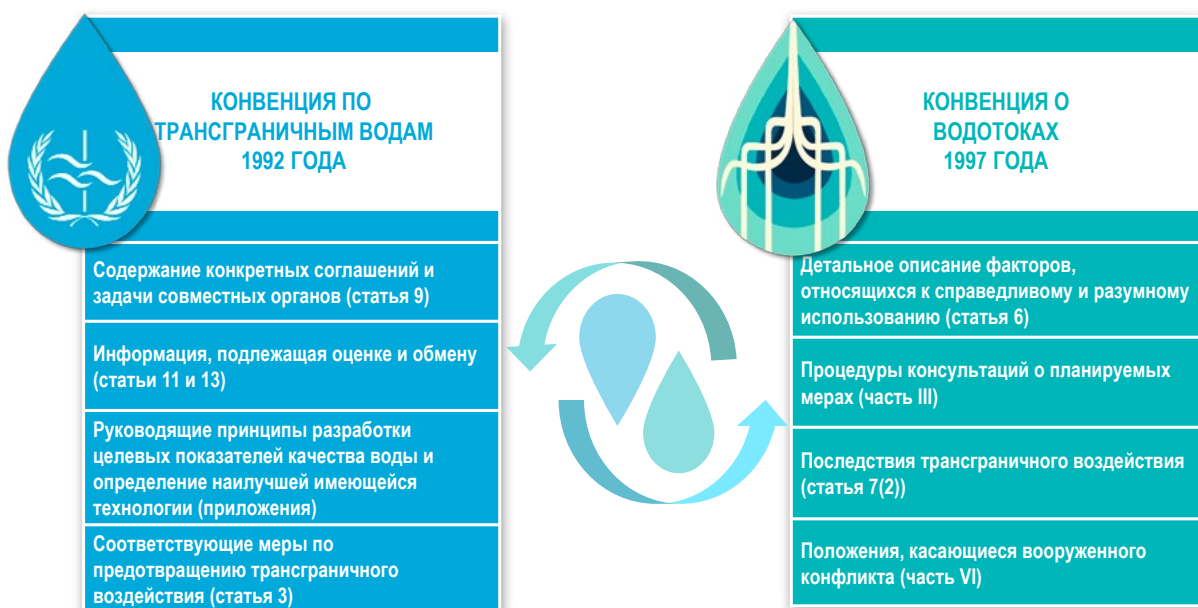 КОНВЕНЦИЯ ПО
ТРАНСГРАНИЧНЫМ ВОДАМ
1992 ГОДА
Содержание конкретных соглашений и
задачи совместных органов (статья 9)
Информация, подлежащая оценке и обмену
(статьи 11 и 13)
Руководящие принципы разработки
целевых показателей качества воды и
определение наилучшей имеющейся
технологии (приложения)
Соответствующие меры по
предотвращению трансграничного
воздействия (статья 3)
КОНВЕНЦИЯ О
ВОДОТОКАХ
1997 ГОДА
Детальное описание факторов,
относящихся к справедливому и разумному
использованию (статья 6)
Процедуры консультаций о планируемых
мерах (часть III)
Последствия трансграничного воздействия
(статья 7(2))
Положения, касающиеся вооруженного
конфликта (часть VI)